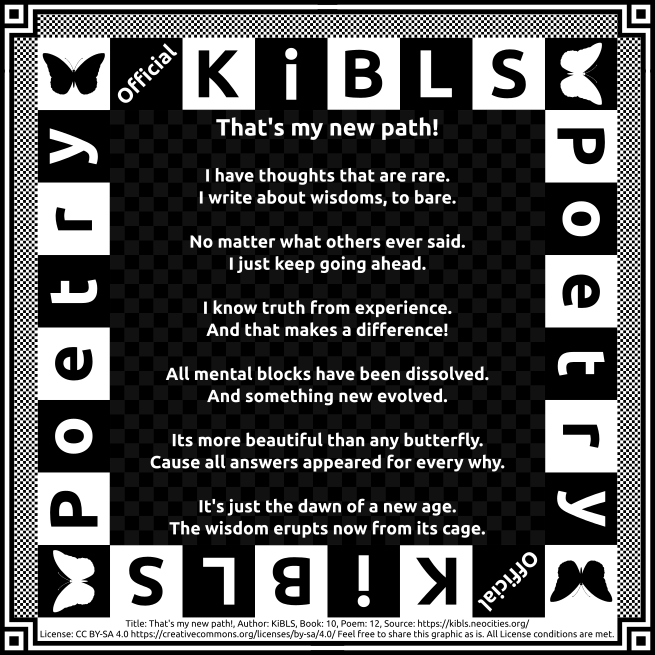 Official KiBLS
Poetry
Poetry
That's my new path!
I have thoughts that are rare.
I write about wisdoms, to bare.
No matter what others ever said.
I just keep going ahead.
I know truth from experience.
And that makes a difference!
All mental blocks have been dissolved.
And something new evolved.
Its more beautiful than any butterfly.
Cause all answers appeared for every why.
It's just the dawn of a new age.
The wisdom erupts now from its cage.
Official KiBLS
Title: That's my new path!, Author: KiBLS, Book: 10, Poem: 12, Source: https://kibls.neocities.org/
License: CC BY-SA 4.0 https://creativecommons.org/licenses/by-sa/4.0/ Feel free to share this graphic as is. All License conditions are met.